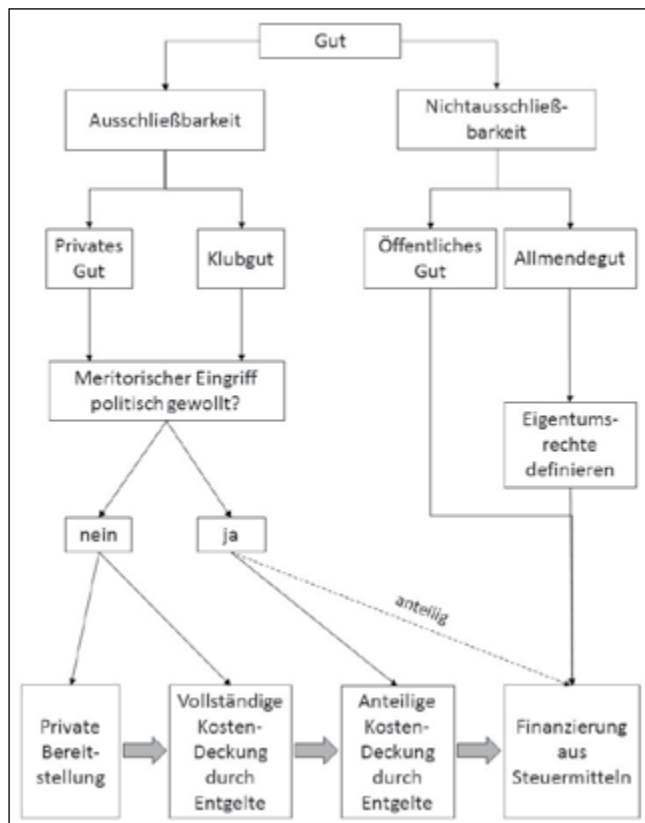 Gut
Ausschließbarkeit
Nichtausschließ-
barkeit
Privates
Gut
Klubgut
Öffentliches
Gut
Allmendegut
Meritorischer Eingriff
politisch gewollt?
Eigentums-
rechte
definieren
nein
ja
anteilig
Private
Bereit-
stellung
Vollständige
Kosten-
Deckung
durch
Entgelte
Anteilige
Kosten-
Deckung
durch
Entgelte
Finanzierung
aus
Steuermitteln